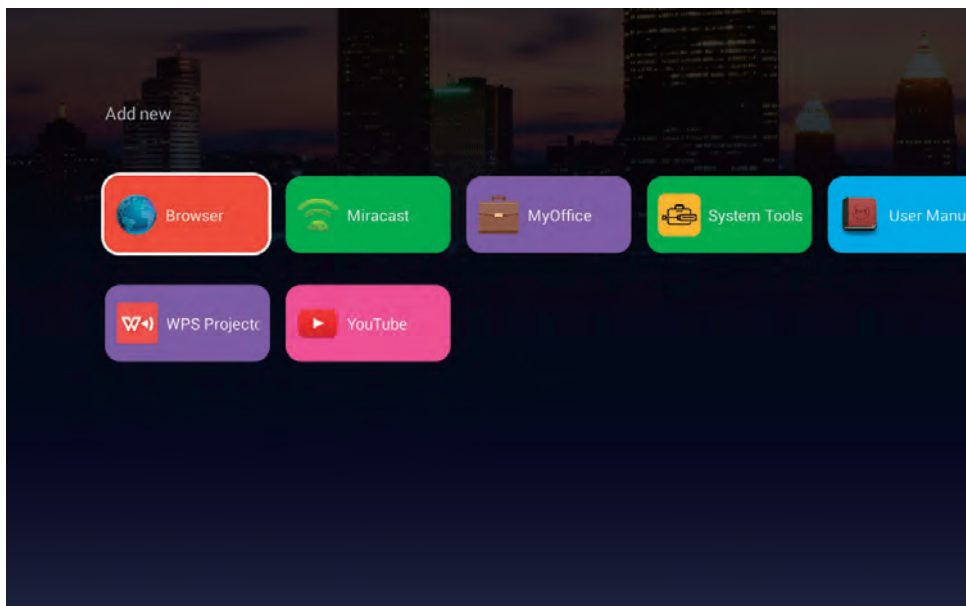 Add new
Browser
Miracast
MyOffice
System Tools
User Manu
WPS Projecto
YouTube